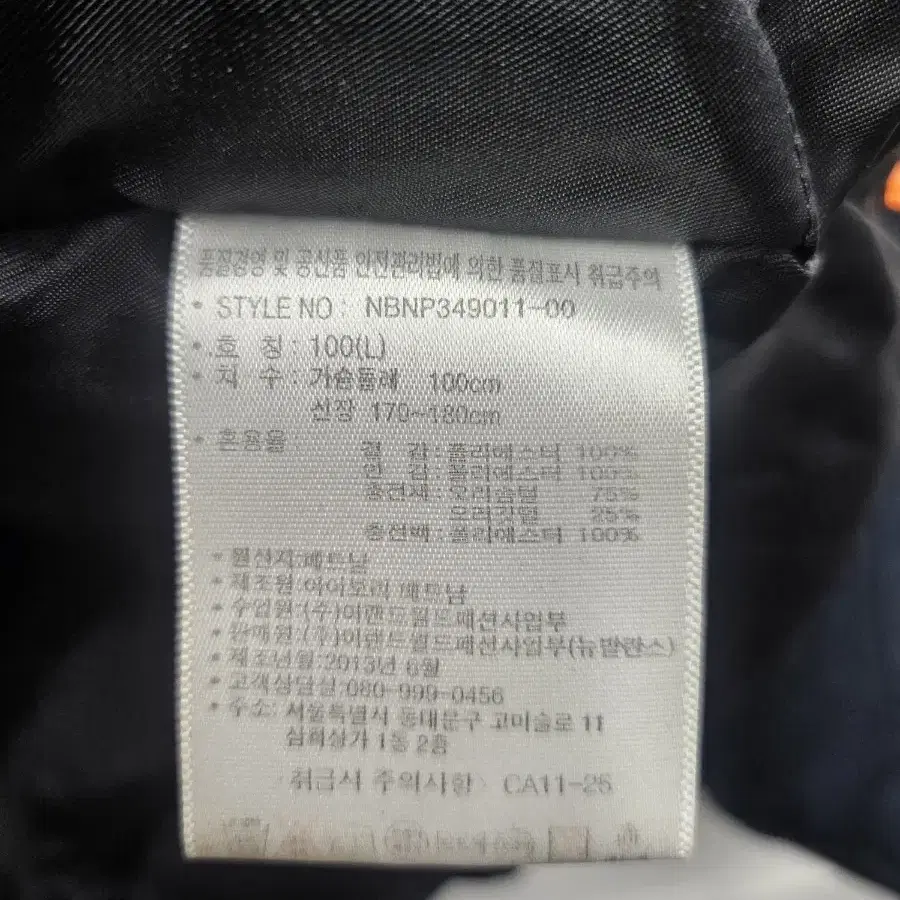 품질경영 및 공산품 안전관리법에 의한 품질표시 취급주의
• STYLE NO : NBNP349011-00
• 호 칭 : 100(L)
• 치 수 : 가슴둘레 100cm
신장 170~180cm
• 혼용율 :
겉 감 : 폴리에스터 100%
안 감 : 폴리에스터 100%
충전재 : 오리솜털 75%
오리깃털 25%
충전백 : 폴리에스터 100%
• 원산지:베트남
• 제조원:아이보리 베트남
• 수입원:(주)이랜드월드패션사업부
• 판매원:(주)이랜드월드패션사업부(뉴발란스)
• 제조년월:2013년 6월
• 고객상담실:080-999-0456
• 주소: 서울특별시 동대문구 고미술로 11
삼희상가 1동 2층
〈취급시 주의사항〉 CA11-25